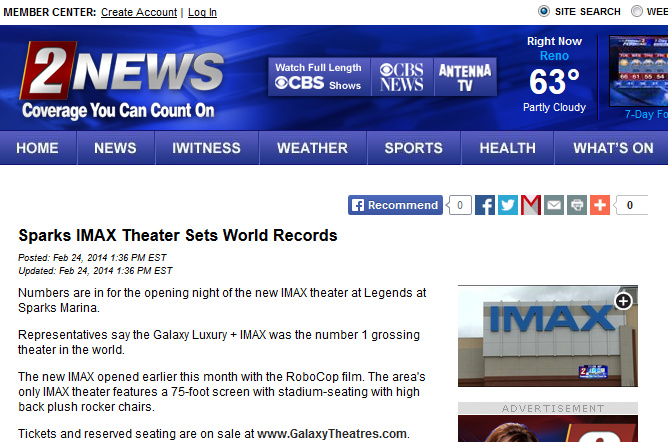 MEMBER CENTER: Create Account | Log In
SITE SEARCH
WEE
2NEWS
Coverage You Can Count On
Watch Full Length
CBS Shows
CBS
NEWS
ANTENNA
TV
Right Now
Reno
63°
Partly Cloudy
66 61 55 54
7-Day Fo
HOME NEWS IWITNESS WEATHER SPORTS HEALTH WHAT'S ON
Recommend 0 0
Sparks IMAX Theater Sets World Records
Posted: Feb 24, 2014 1:36 PM EST
Updated: Feb 24, 2014 1:36 PM EST
Numbers are in for the opening night of the new IMAX theater at Legends at
Sparks Marina.
Representatives say the Galaxy Luxury + IMAX was the number 1 grossing
theater in the world.
The new IMAX opened earlier this month with the RoboCop film. The area's
only IMAX theater features a 75-foot screen with stadium-seating with high
back plush rocker chairs.
Tickets and reserved seating are on sale at www.GalaxyTheatres.com.
IMAX
ADVERTISEMENT